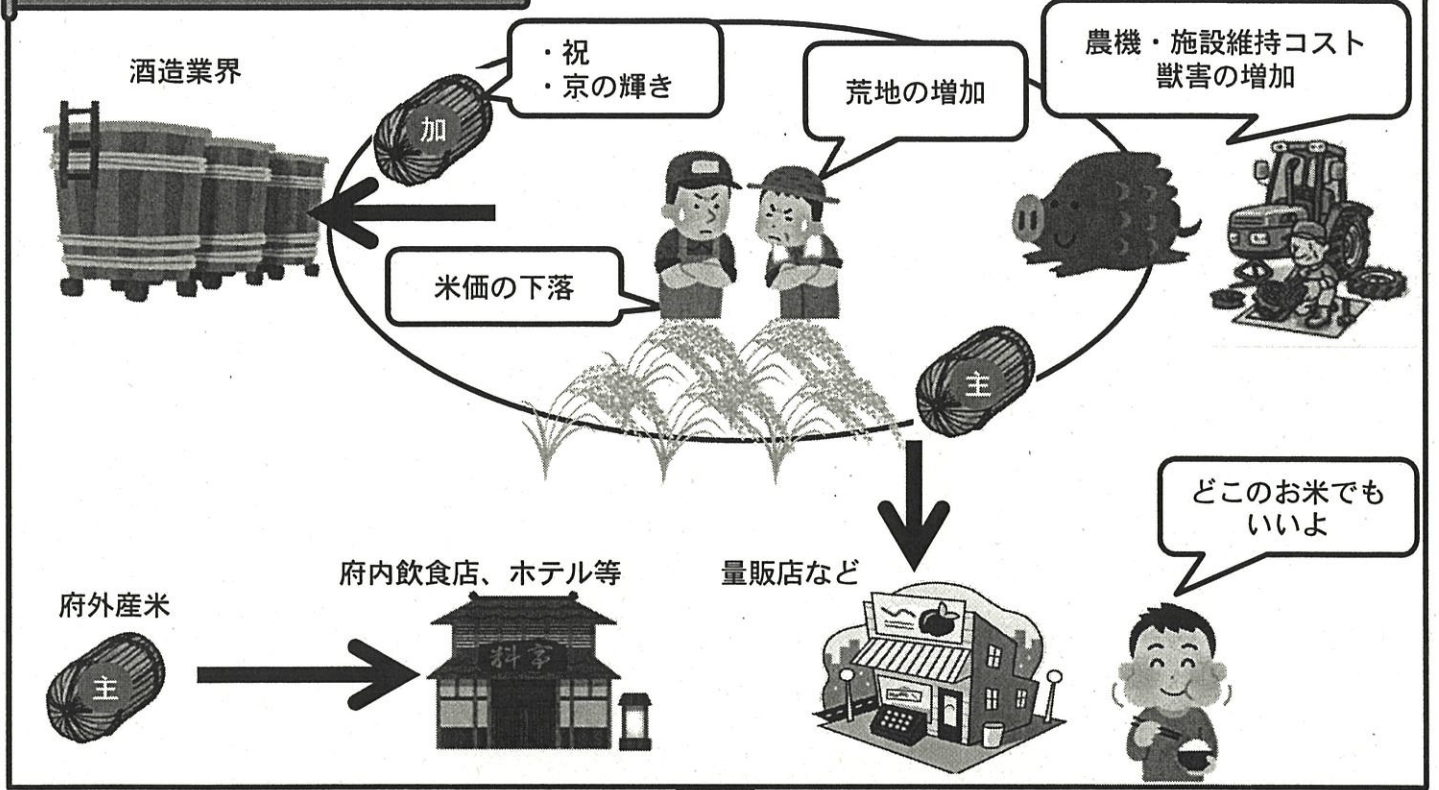 酒造業界
・祝
・京の輝き
加
荒地の増加
農機・施設維持コスト
獣害の増加
米価の下落
主
どこのお米でも
いいよ
府内飲食店、ホテル等
量販店など
府外産米
主
料亭